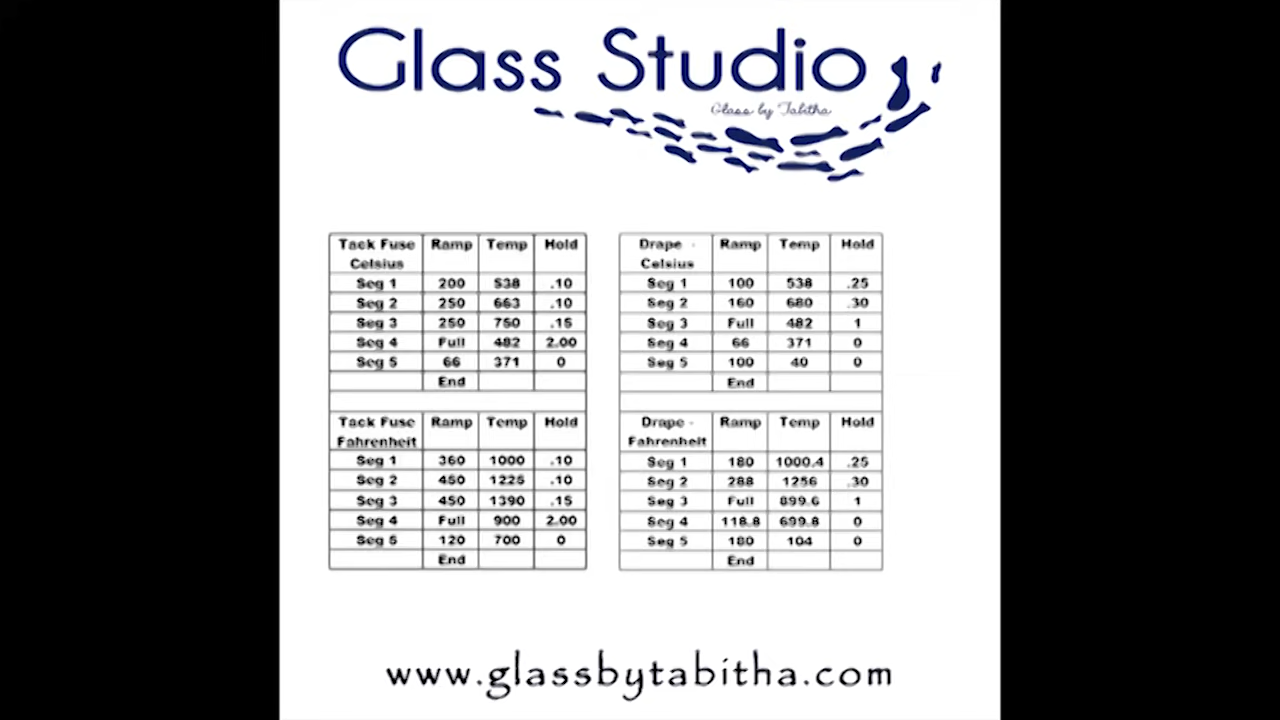 Glass Studio
Glass by Tabitha
Tack Fuse Celsius Ramp Temp Hold
Seg 1 200 538 .10
Seg 2 250 663 .10
Seg 3 250 750 .15
Seg 4 Full 482 2.00
Seg 5 66 371 0
End
Tack Fuse Fahrenheit Ramp Temp Hold
Seg 1 360 1000 .10
Seg 2 450 1225 .10
Seg 3 450 1390 .15
Seg 4 Full 900 2.00
Seg 5 120 700 0
End
Drape - Celsius Ramp Temp Hold
Seg 1 100 538 .25
Seg 2 160 680 .30
Seg 3 Full 482 1
Seg 4 66 371 0
Seg 5 100 40 0
End
Drape - Fahrenheit Ramp Temp Hold
Seg 1 180 1000.4 .25
Seg 2 288 1256 .30
Seg 3 Full 899.6 1
Seg 4 118.8 699.8 0
Seg 5 180 104 0
End
www.glassbytabitha.com